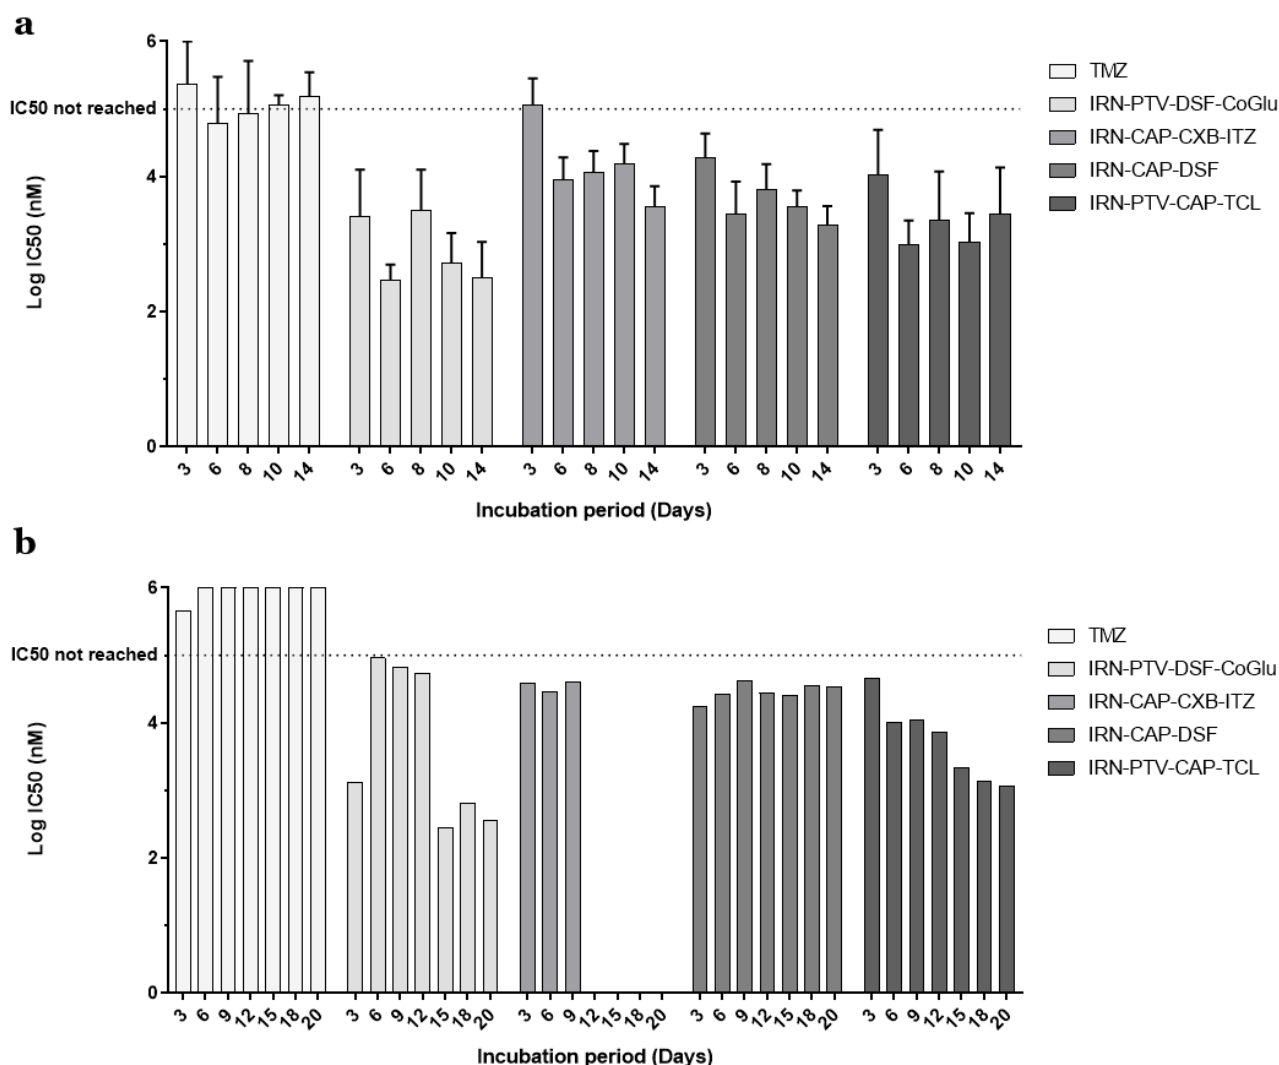 a
6
IC50 not reached
4
2
0
Log IC50 (nM)
3 6 8 10 14 3 6 8 10 14 3 6 8 10 14 3 6 8 10 14 3 6 8 10 14
Incubation period (Days)
TMZ
IRN-PTV-DSF-CoGlu
IRN-CAP-CXB-ITZ
IRN-CAP-DSF
IRN-PTV-CAP-TCL
b
6
IC50 not reached
4
2
0
Log IC50 (nM)
3 6 9 12 15 18 20 3 6 9 12 15 18 20 3 6 9 12 15 18 20 3 6 9 12 15 18 20 3 6 9 12 15 18 20
Incubation period (Days)
TMZ
IRN-PTV-DSF-CoGlu
IRN-CAP-CXB-ITZ
IRN-CAP-DSF
IRN-PTV-CAP-TCL